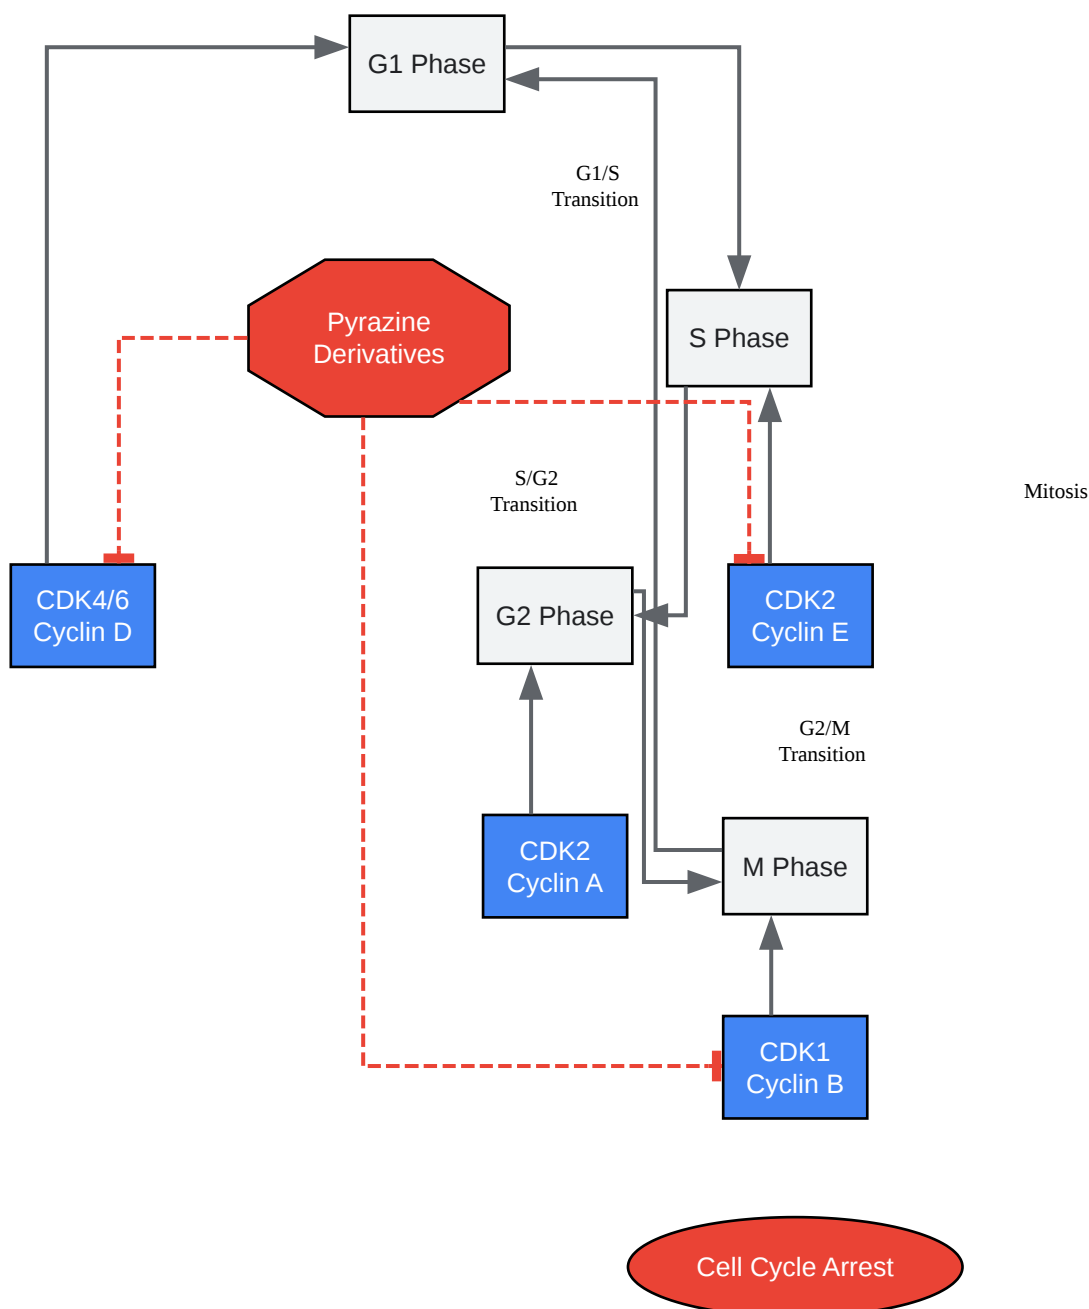 G1 Phase
G1/S
Transition
Pyrazine
Derivatives
S Phase
S/G2
Transition
Mitosis
CDK4/6
Cyclin D
G2 Phase
CDK2
Cyclin E
G2/M
Transition
CDK2
Cyclin A
M Phase
CDK1
Cyclin B
Cell Cycle Arrest